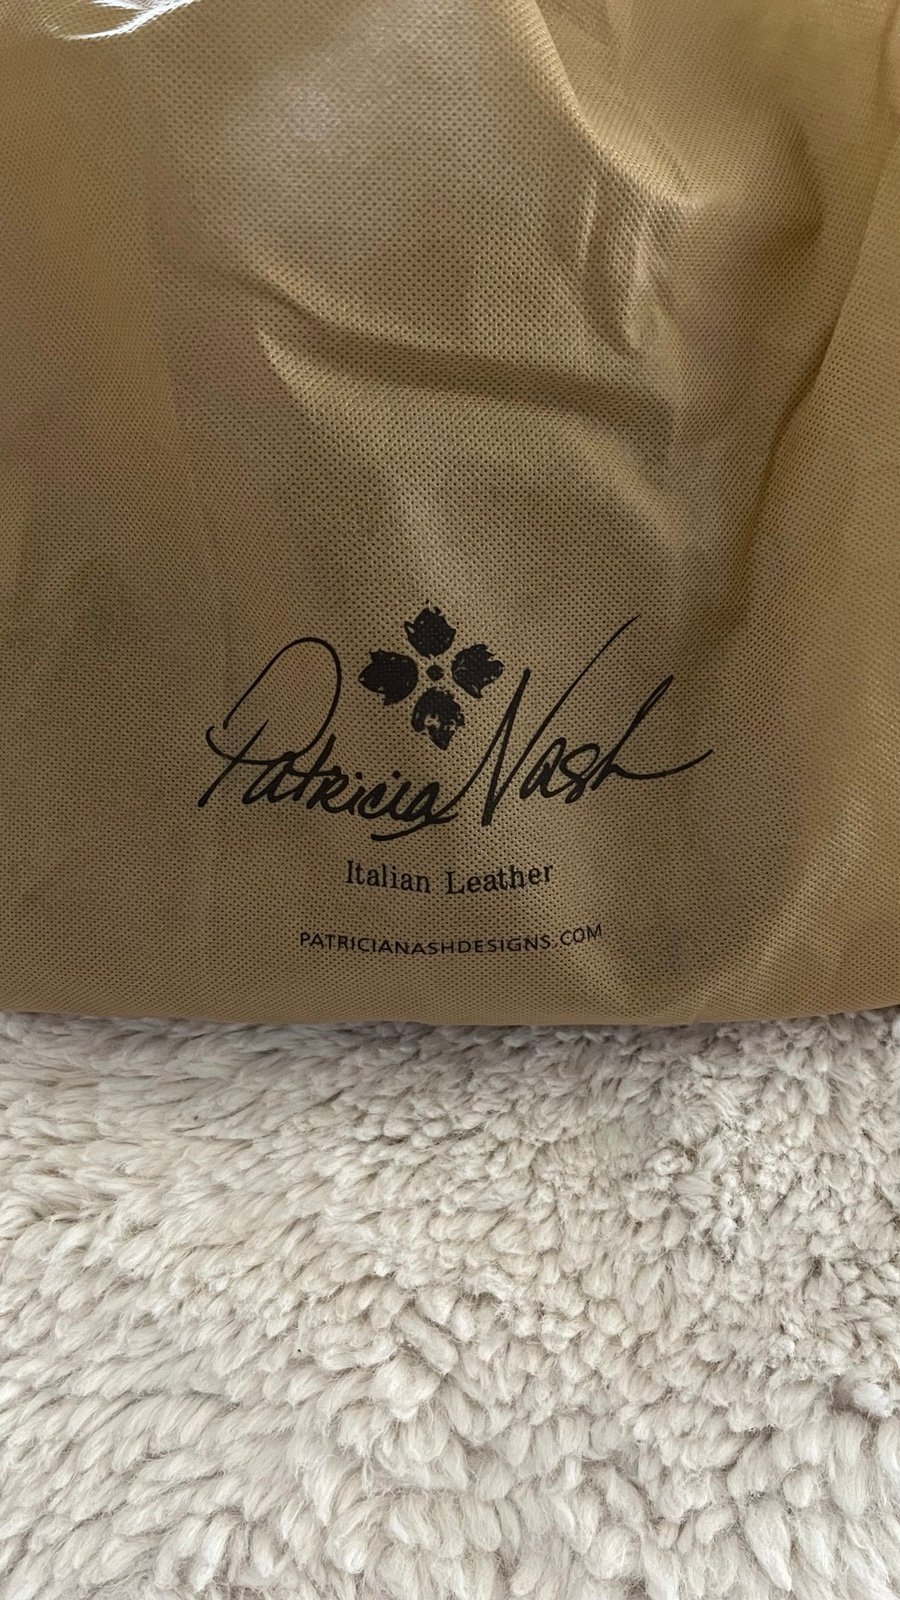 Patricia Nash
Italian Leather
PATRICIANASHDESIGNS.COM